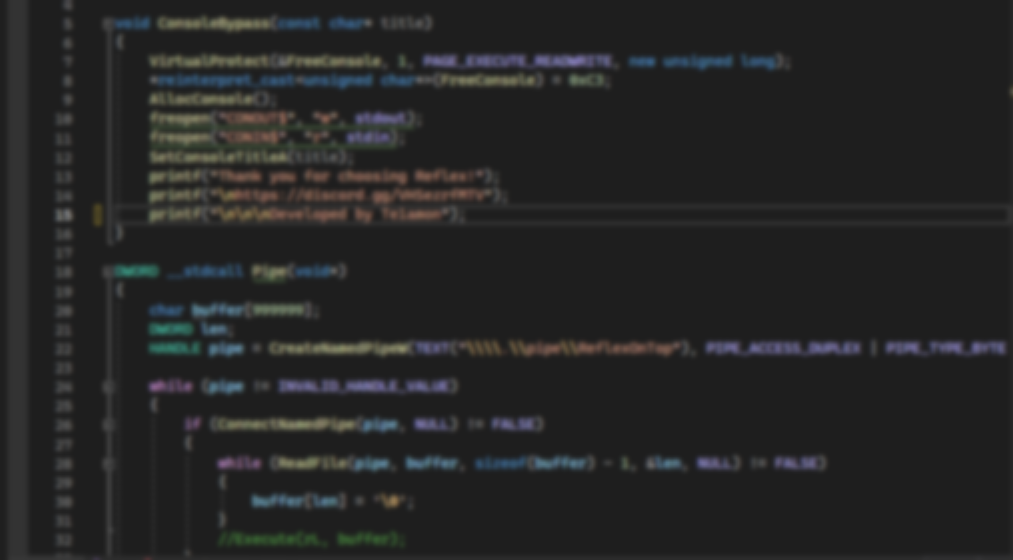 4
5 void ConsoleBypass(const char* title)
6 {
7 VirtualProtect(&FreeConsole, 1, PAGE_EXECUTE_READWRITE, new unsigned long);
8 *reinterpret_cast<unsigned char*>(FreeConsole) = 0xC3;
9 AllocConsole();
10 freopen("CONOUT$", "w", stdout);
11 freopen("CONIN$", "r", stdin);
12 SetConsoleTitleA(title);
13 printf("Thank you for choosing Reflex!");
14 printf("\nhttps://discord.gg/
15 printf("\n\n\nDeveloped by
16 }
17
18 DWORD __stdcall Pipe(void*)
19 {
20 char buffer[999999];
21 DWORD len;
22 HANDLE pipe = CreateNamedPipeW(TEXT("\\\\.\\pipe\\ReflexOnTop"), PIPE_ACCESS_DUPLEX | PIPE_TYPE_BYTE
23
24 while (pipe != INVALID_HANDLE_VALUE)
25 {
26 if (ConnectNamedPipe(pipe, NULL) != FALSE)
27 {
28 while (ReadFile(pipe, buffer, sizeof(buffer) - 1, &len, NULL) != FALSE)
29 {
30 buffer[len] = '\0';
31 }
32 //Execute(rL, buffer);